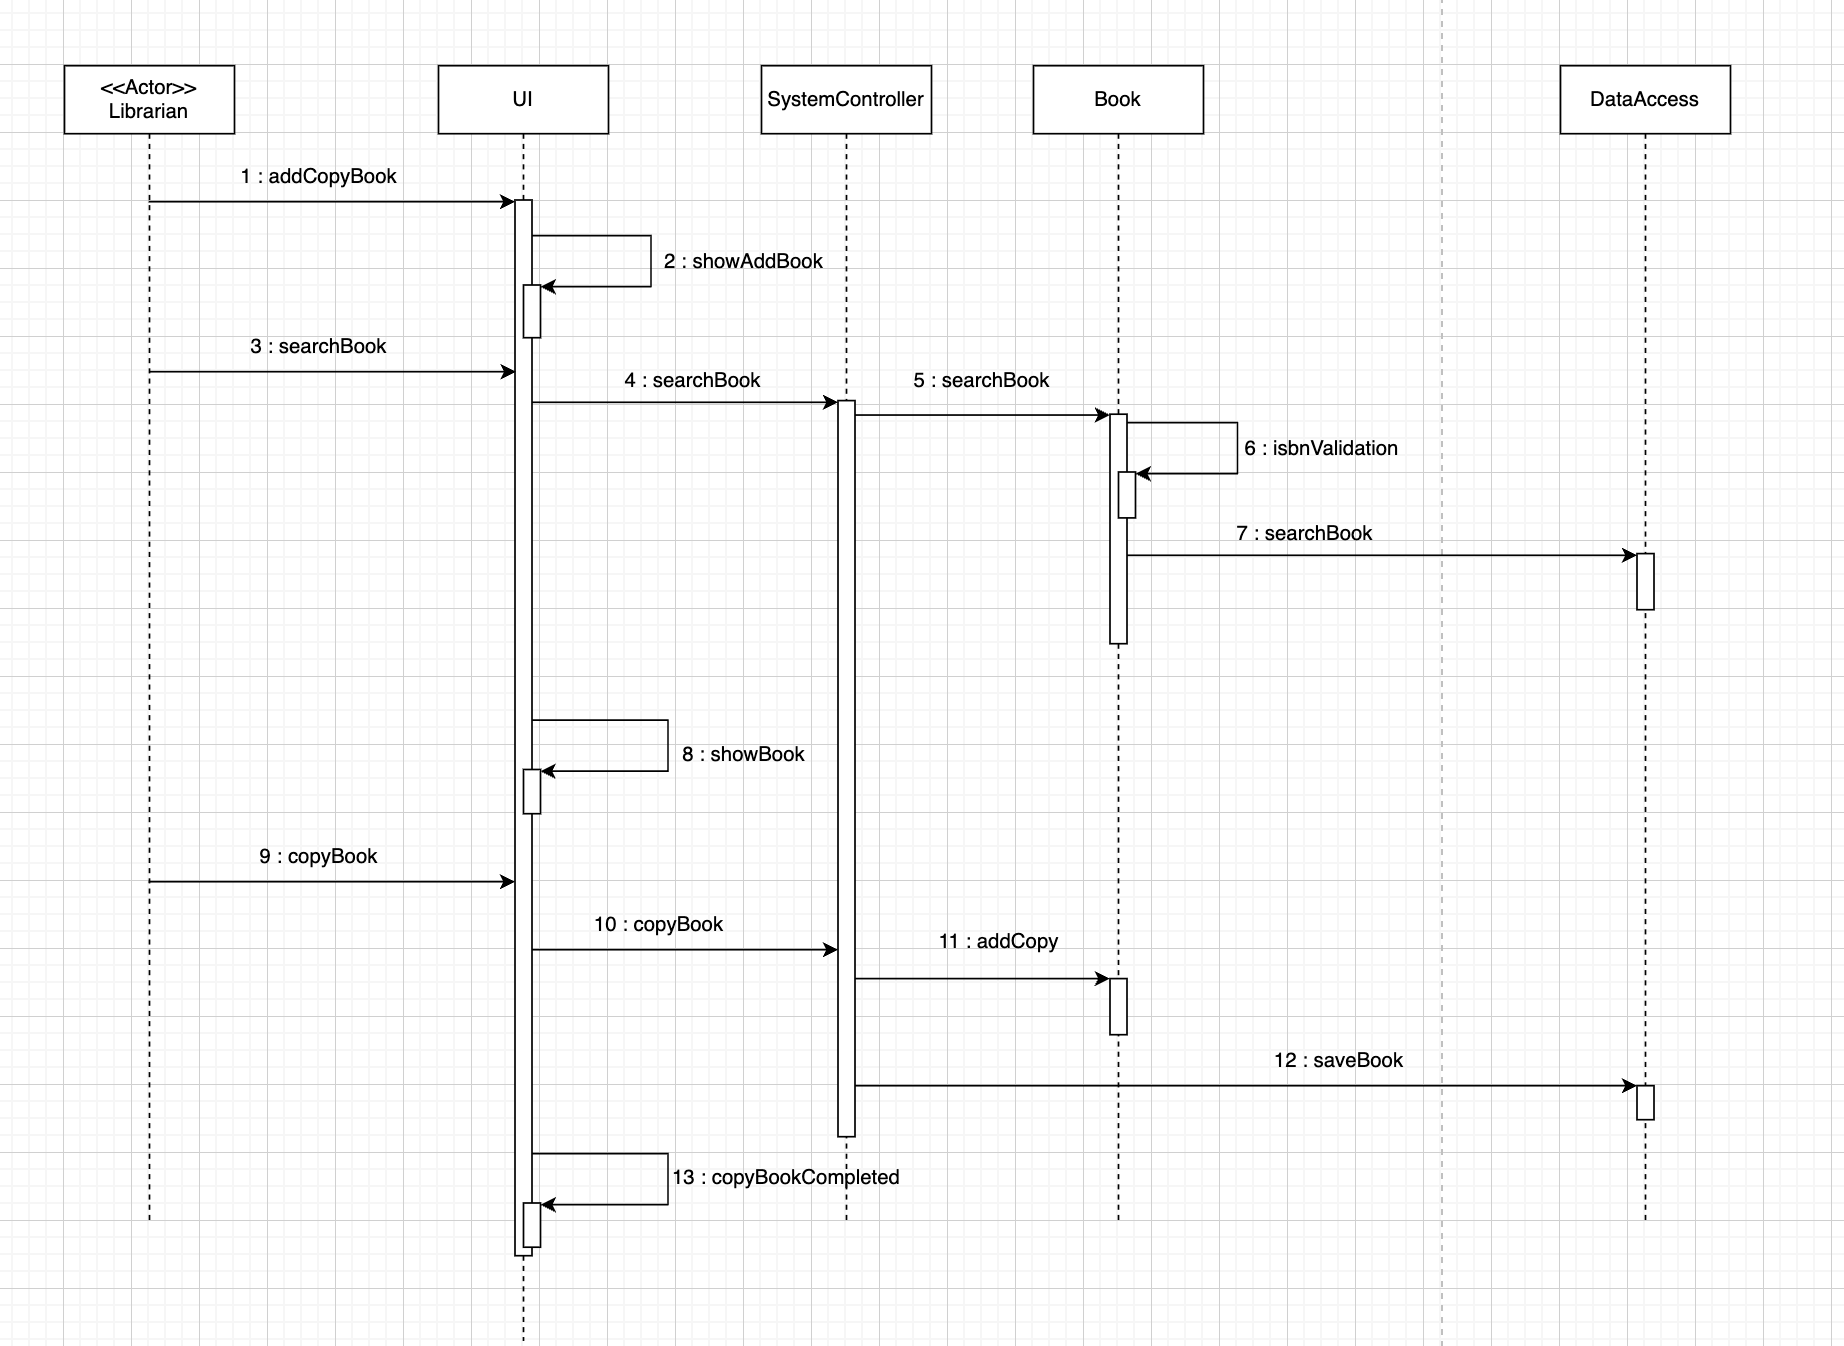 <<Actor>>
Librarian
UI
SystemController
Book
DataAccess
1 : addCopyBook
2 : showAddBook
3 : searchBook
4 : searchBook
5 : searchBook
6 : isbnValidation
7 : searchBook
8 : showBook
9 : copyBook
10 : copyBook
11 : addCopy
12 : saveBook
13 : copyBookCompleted